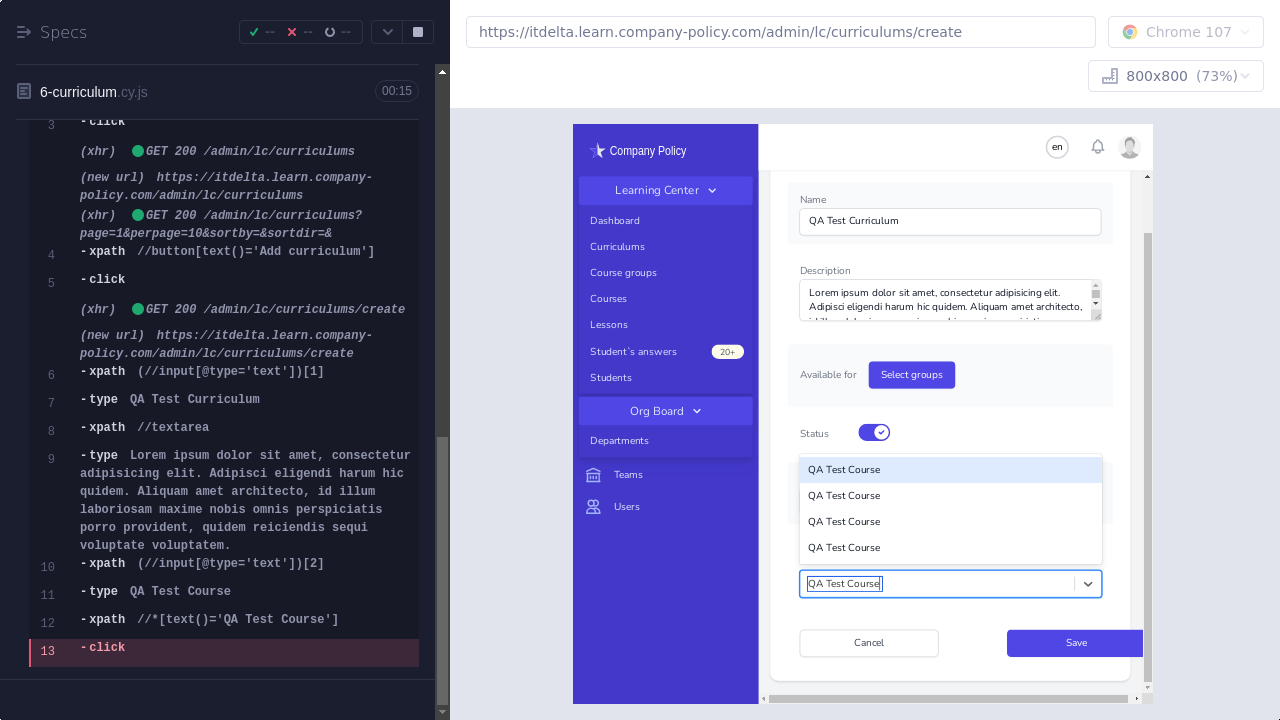 Specs
--
--
--
https://itdelta.learn.company-policy.com/admin/lc/curriculums/create
Chrome 107
800x800 (73%)
6-curriculum.cy.js
00:15
3 -click
(xhr) GET 200 /admin/lc/curriculums
(new url) https://itdelta.learn.company-
policy.com/admin/lc/curriculums
(xhr) GET 200 /admin/lc/curriculums?
page=1&perpage=10&sortby=&sortdir=&
4 -xpath //button[text()='Add curriculum']
5 -click
(xhr) GET 200 /admin/lc/curriculums/create
(new url) https://itdelta.learn.company-
policy.com/admin/lc/curriculums/create
6 -xpath (//input[@type='text'])[1]
7 -type QA Test Curriculum
8 -xpath //textarea
9 -type Lorem ipsum dolor sit amet, consectetur
adipisicing elit. Adipisci eligendi harum hic
quidem. Aliquam amet architecto, id illum
laboriosam maxime nobis omnis perspiciatis
porro provident, quidem reiciendis sequi
voluptate voluptatem.
10 -xpath (//input[@type='text'])[2]
11 -type QA Test Course
12 -xpath //*[text()='QA Test Course']
13 -click
Company Policy
Learning Center
Dashboard
Curriculums
Course groups
Courses
Lessons
Student`s answers 20+
Students
Org Board
Departments
Teams
Users
en
Name
QA Test Curriculum
Description
Lorem ipsum dolor sit amet, consectetur adipisicing elit.
Adipisci eligendi harum hic quidem. Aliquam amet architecto,
Available for Select groups
Status
QA Test Course
QA Test Course
QA Test Course
QA Test Course
QA Test Course
Cancel Save